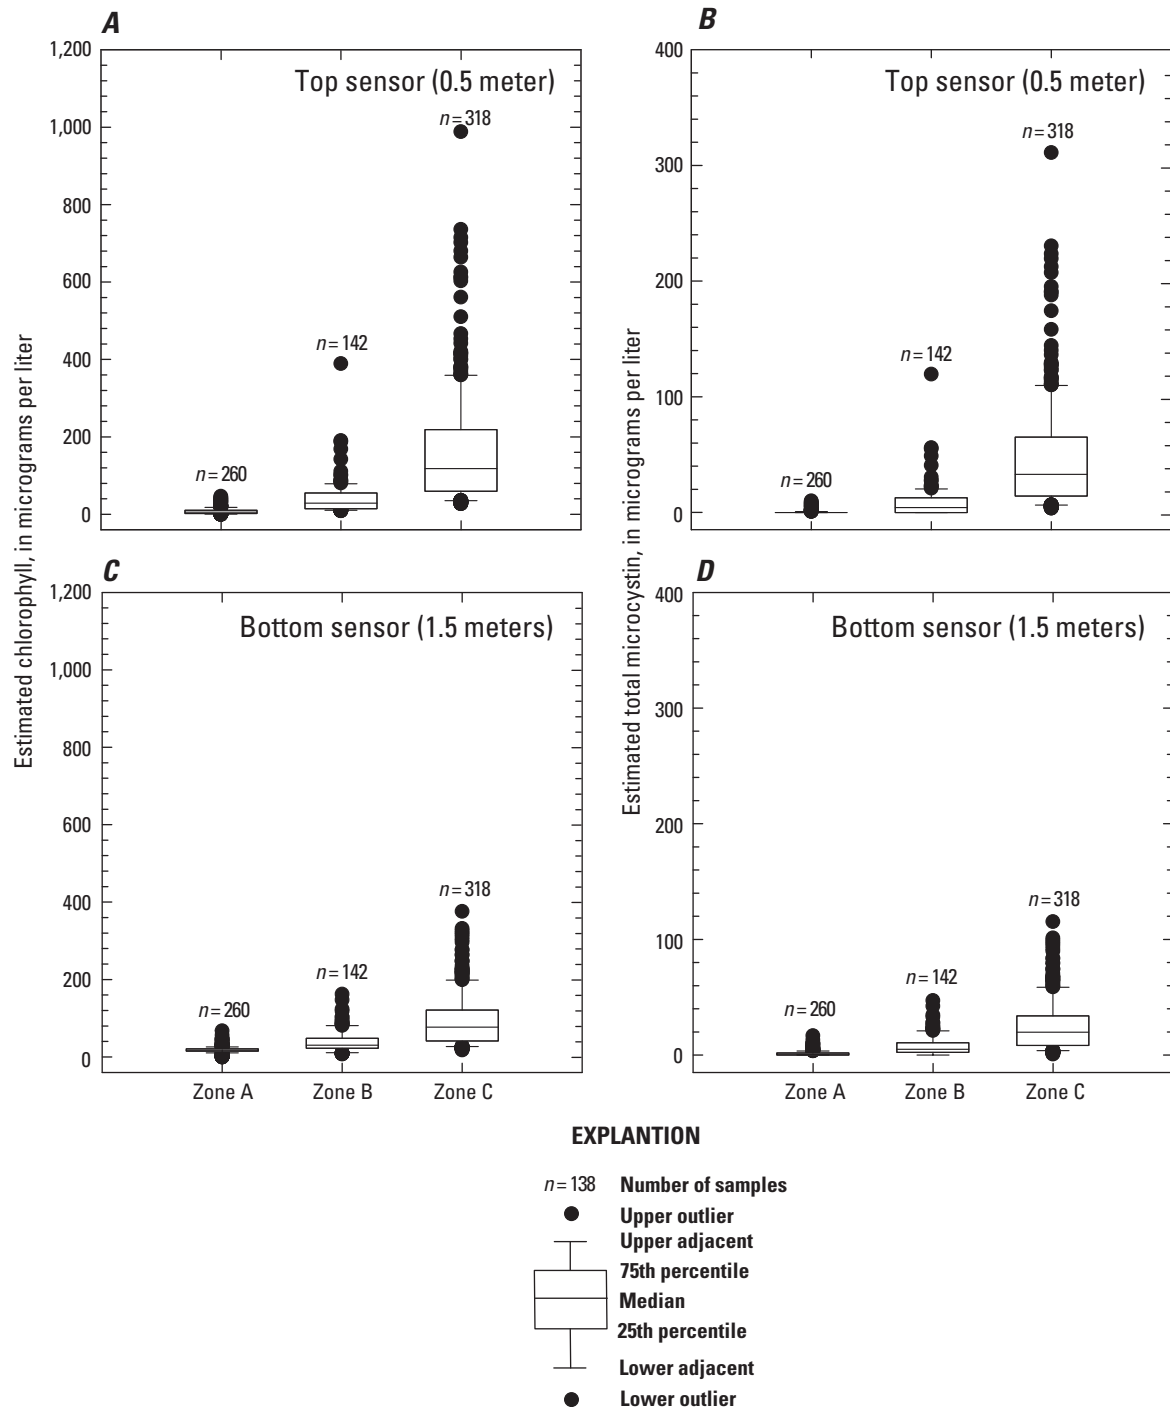 A
B
1,200
1,000
800
600
400
200
0
Top sensor (0.5 meter)
n=318
n=142
n=260
400
300
200
100
0
Top sensor (0.5 meter)
n=318
n=142
n=260
Estimated chlorophyll, in micrograms per liter
Estimated total microcystin, in micrograms per liter
C
D
1,200
1,000
800
600
400
200
0
Bottom sensor (1.5 meters)
n=318
n=142
n=260
Zone A
Zone B
Zone C
400
300
200
100
0
Bottom sensor (1.5 meters)
n=318
n=142
n=260
Zone A
Zone B
Zone C
EXPLANTION
n=138 Number of samples
Upper outlier
Upper adjacent
75th percentile
Median
25th percentile
Lower adjacent
Lower outlier